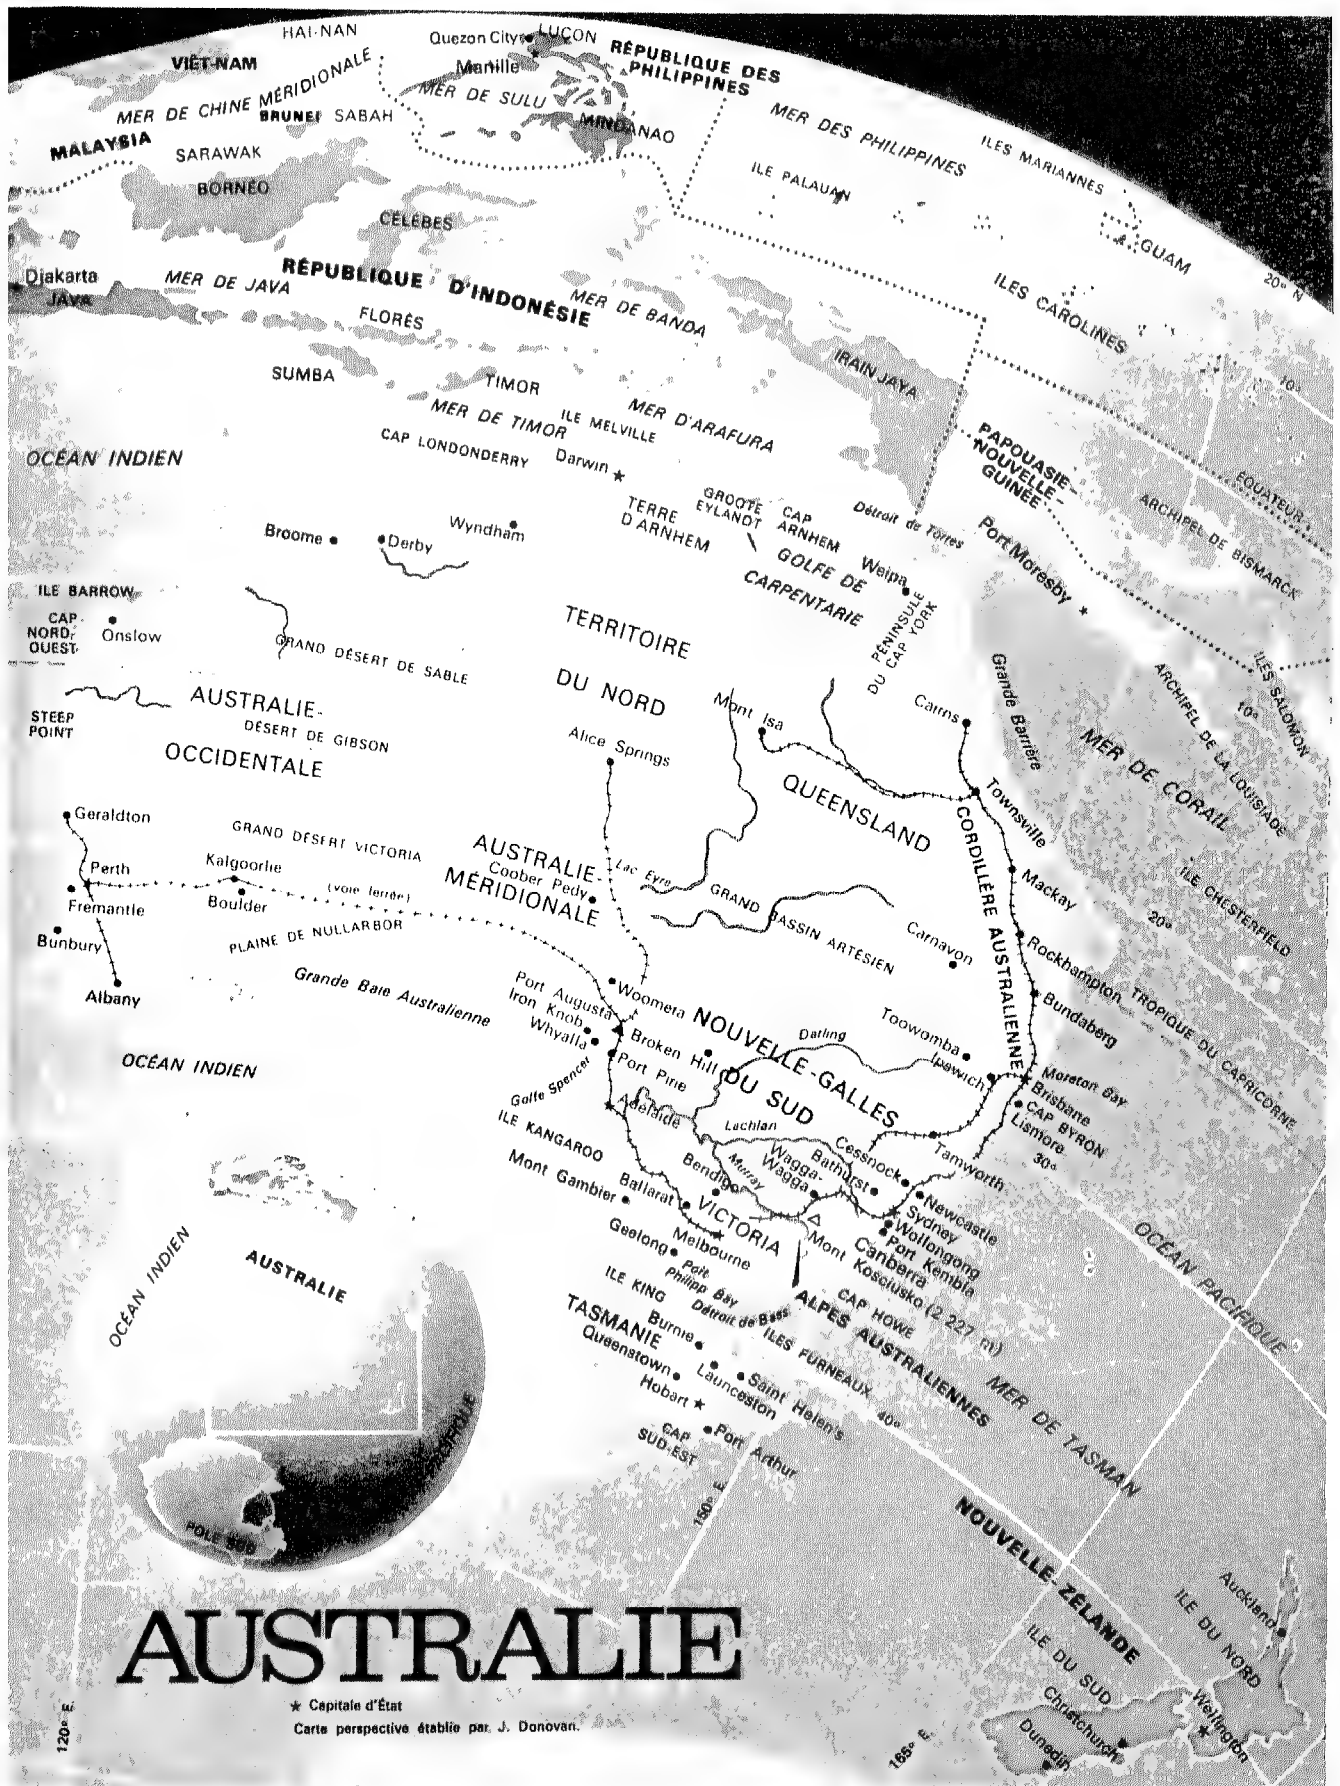 HAI-NAN
VIÊT-NAM
MER DE CHINE MÉRIDIONALE
BRUNEI
SABAH
MALAYSIA
SARAWAK
BORNÉO
Quezon City
LUÇON
Manille
RÉPUBLIQUE DES
PHILIPPINES
MER DE SULU
MINDANAO
MER DES PHILIPPINES
ILES MARIANNES
ILE PALAUAN
GUAM
20° N
CÉLÈBES
Djakarta
JAVA
MER DE JAVA
RÉPUBLIQUE D'INDONÉSIE
MER DE BANDA
ILES CAROLINES
FLORÈS
IRAIN JAYA
10°
SUMBA
TIMOR
MER DE TIMOR
ILE MELVILLE
MER D'ARAFURA
CAP LONDONDERRY
Darwin
OCÉAN INDIEN
PAPOUASIE-
NOUVELLE-
GUINÉE
ÉQUATEUR
ARCHIPEL DE BISMARCK
TERRE
D'ARNHEM
GROOTE
EYLANDT
CAP
ARNHEM
Détroit de Torres
Port Moresby
Broome
Derby
Wyndham
GOLFE DE
CARPENTARIE
Weipa
PÉNINSULE
DU CAP YORK
ILE BARROW
CAP
NORD-
OUEST
Onslow
GRAND DÉSERT DE SABLE
TERRITOIRE
DU NORD
Grande Barrière
ARCHIPEL DE LA LOUISIADE
ILES SALOMON
10°
STEEP
POINT
AUSTRALIE-
DÉSERT DE GIBSON
OCCIDENTALE
Alice Springs
Mont Isa
Cairns
MER DE CORAIL
QUEENSLAND
Townsville
Geraldton
GRAND DÉSERT VICTORIA
AUSTRALIE-
Coober Pedy
MÉRIDIONALE
Lac Eyre
CORDILLÈRE AUSTRALIENNE
Mackay
ILE CHESTERFIELD
Perth
Kalgoorlie
(voie ferrée)
Fremantle
Boulder
GRAND BASSIN ARTÉSIEN
Carnavon
20°
Rockhampton
Bunbury
PLAINE DE NULLARBOR
Albany
Grande Baie Australienne
Port Augusta
Iron Knob
Whyalla
Woomera
NOUVELLE-GALLES
DU SUD
Toowomba
Bundaberg
TROPIQUE DU CAPRICORNE
Broken Hill
Port Pirie
Darling
Ipswich
Moreton Bay
Brisbane
CAP BYRON
Lismore
30°
OCÉAN INDIEN
Golfe Spencer
Adélaïde
ILE KANGAROO
Lachlan
Cessnock
Bathurst
Wagga-
Wagga
Tamworth
Mont Gambier
Ballarat
Bendigo
Murray
VICTORIA
Newcastle
Sydney
Wollongong
Port Kembla
Canberra
Mont Kosciusko (2 227 m)
Geelong
Melbourne
Port
Philipp Bay
OCÉAN PACIFIQUE
ILE KING
Détroit de Bass
CAP HOWE
ALPES AUSTRALIENNES
TASMANIE
Burnie
Queenstown
ILES FURNEAUX
Hobart
Launceston
Saint Helen's
40°
MER DE TASMAN
CAP
SUD-EST
Port Arthur
150° E
OCÉAN INDIEN
AUSTRALIE
PACIFIQUE
POLE SUD
NOUVELLE-ZÉLANDE
Auckland
ILE DU NORD
ILE DU SUD
Christchurch
Wellington
Dunedin
AUSTRALIE
★ Capitale d'État
Carte perspective établie par J. Donovan.
120° E
165° E